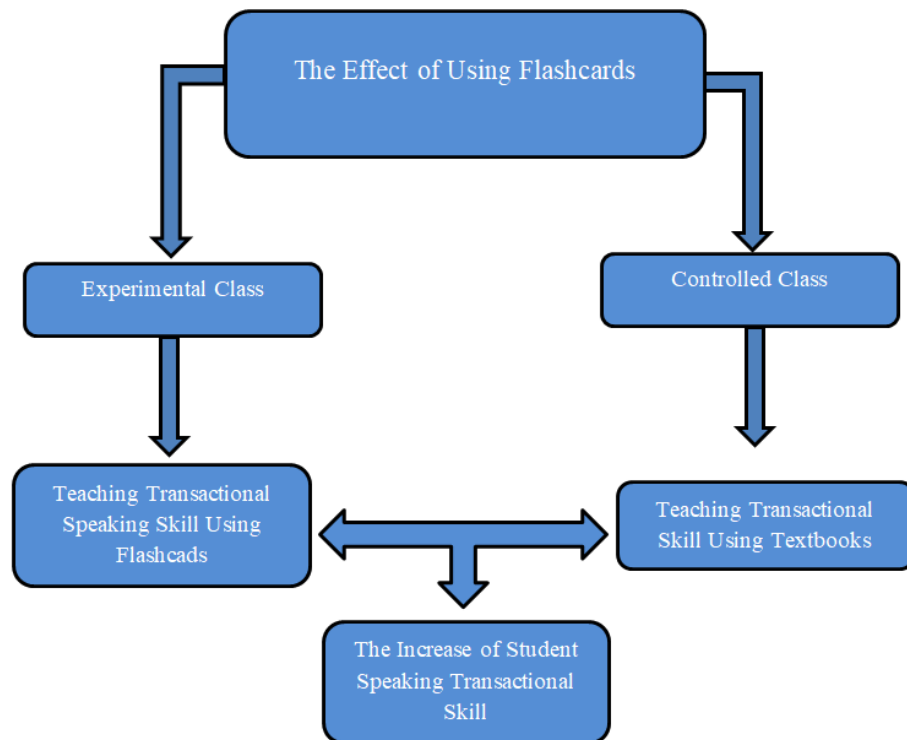 The Effect of Using Flashcards
Experimental Class
Controlled Class
Teaching Transactional
Speaking Skill Using
Flashcads
Teaching Transactional
Skill Using Textbooks
The Increase of Student
Speaking Transactional
Skill